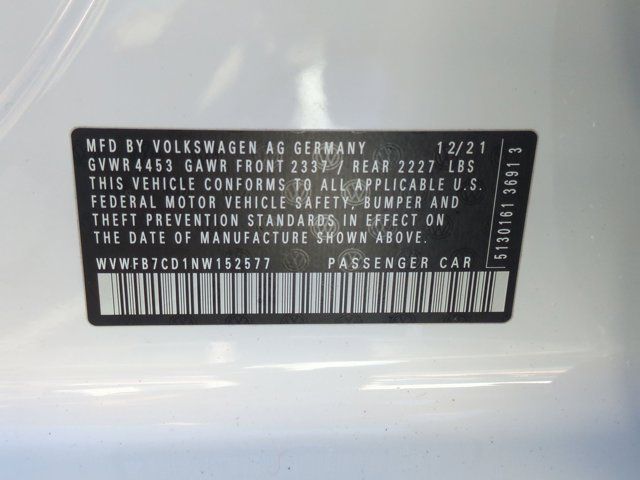 MFD BY VOLKSWAGEN AG GERMANY 12/21
GVWR 4453 GAWR FRONT 2337 / REAR 2227 LBS
THIS VEHICLE CONFORMS TO ALL APPLICABLE U.S.
FEDERAL MOTOR VEHICLE SAFETY, BUMPER AND
THEFT PREVENTION STANDARDS IN EFFECT ON
THE DATE OF MANUFACTURE SHOWN ABOVE.
WVWFB7CD1NW152577 PASSENGER CAR
5130161 3691 3